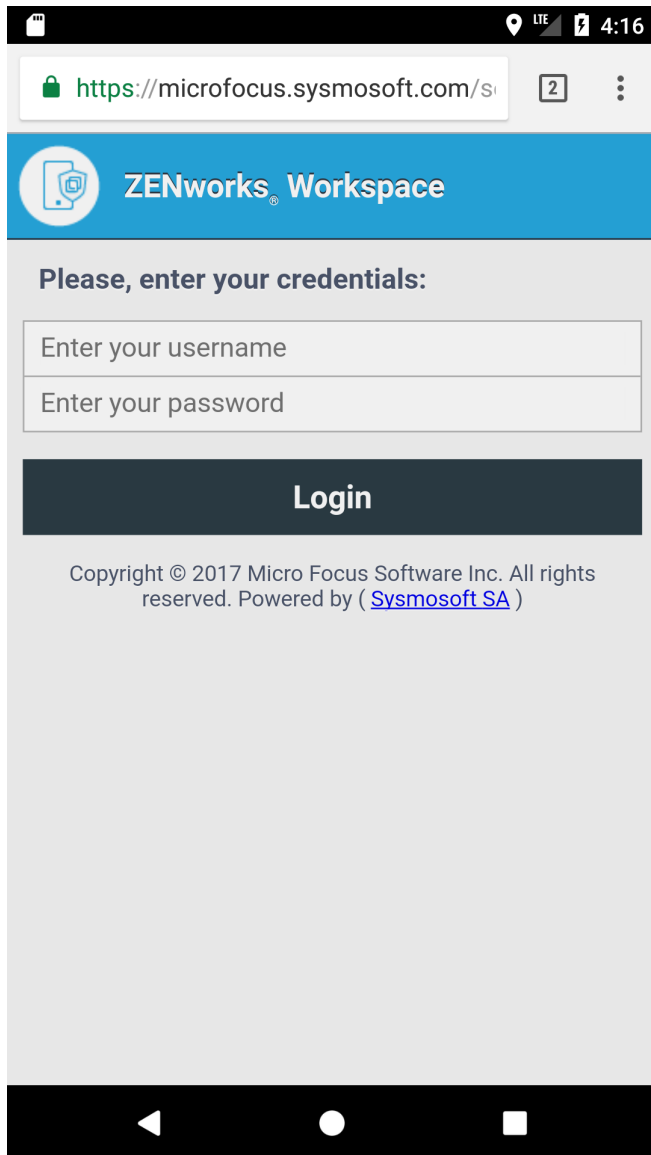 LTE 4:16
https://microfocus.sysmosoft.com/s
2
ZENworks® Workspace
Please, enter your credentials:
Enter your username
Enter your password
Login
Copyright © 2017 Micro Focus Software Inc. All rights
reserved. Powered by ( Sysmosoft SA )